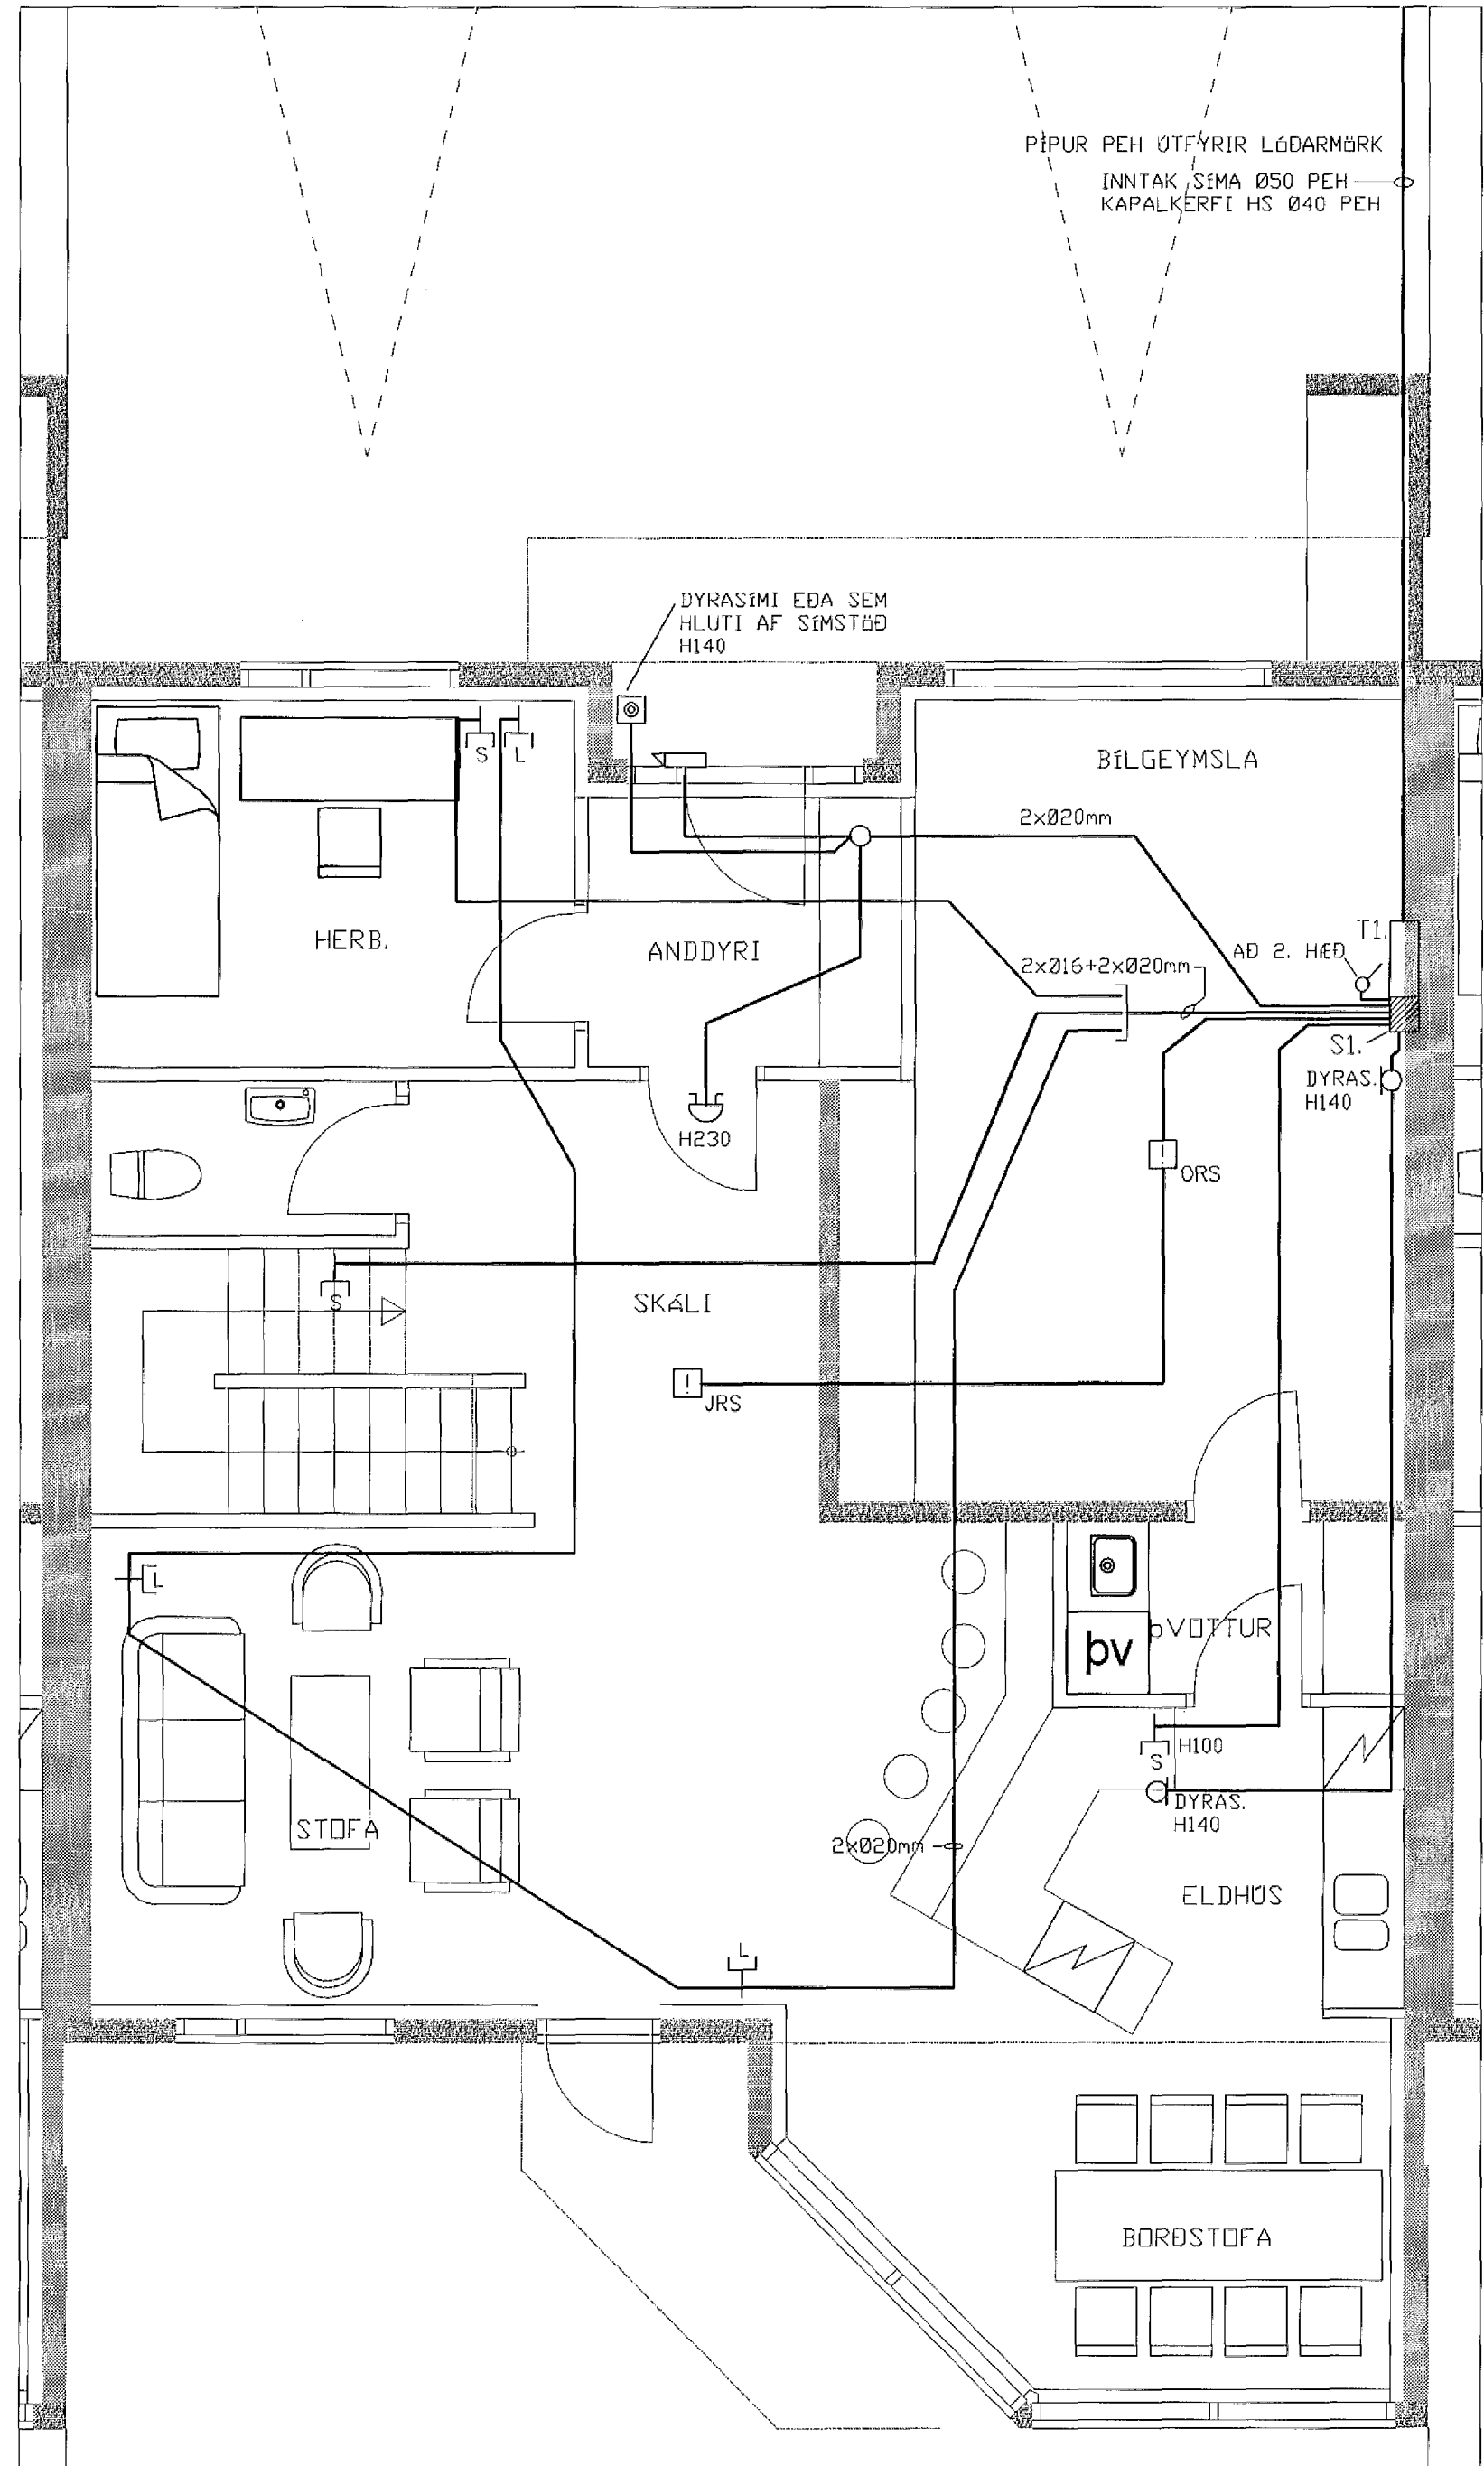 PÍPUR PEH ÚTFYRIR LÓÐARMÖRK
INNTAK SÍMA Ø50 PEH
KAPALKERFI HS Ø40 PEH
DYRASÍMI EÐA SEM
HLUTI AF SÍMSTÖÐ
H140
S
L
BÍLGEYMSLA
2xØ20mm
HERB.
ANDDYRI
T1.
AÐ 2. HÆÐ
2xØ16+2xØ20mm
S1.
DYRAS.
H140
H230
!
ORS
S
SKÁLI
!
JRS
L
ÞVOTTUR
þv
S
H100
DYRAS.
H140
STOFA
2xØ20mm
ELDHÚS
L
BORÐSTOFA